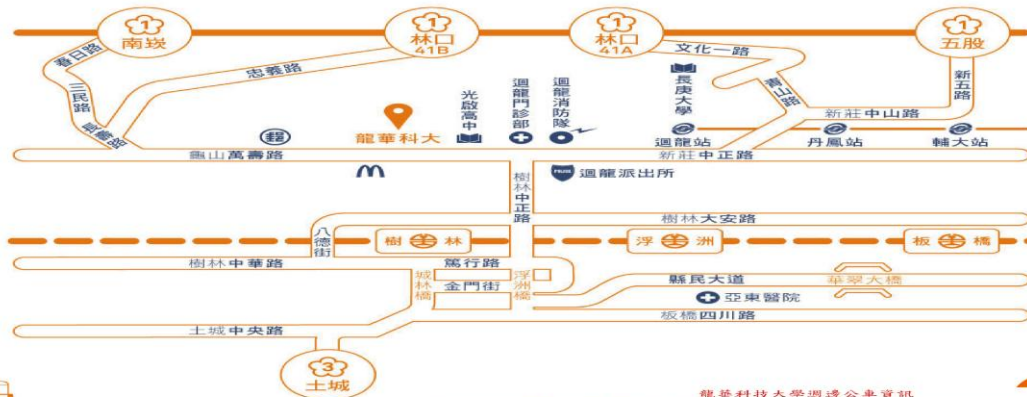 1
南崁
1
林口
41B
1
林口
41A
1
五股
春日路
三民路
萬壽路
忠義路
文化一路
青山路
新五路
光啟高中
迴龍門診部
迴龍消防隊
長庚大學
新莊中山路
郵
龍華科大
迴龍站
丹鳳站
輔大站
龜山萬壽路
新莊中正路
樹林中正路
迴龍派出所
樹林大安路
八德街
樹林
浮洲
板橋
樹林中華路
篤行路
城林橋
金門街
浮洲橋
縣民大道
華翠大橋
亞東醫院
土城中央路
板橋四川路
3
土城
龍華科技大學週邊公車資訊